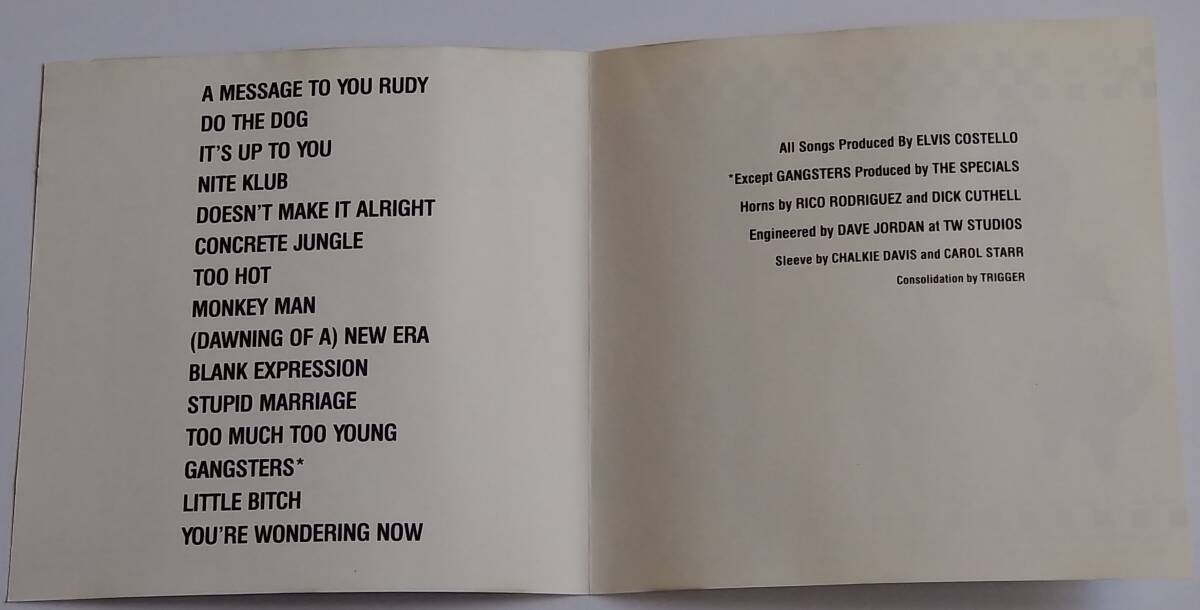 A MESSAGE TO YOU RUDY
DO THE DOG
IT'S UP TO YOU
NITE KLUB
DOESN'T MAKE IT ALRIGHT
CONCRETE JUNGLE
TOO HOT
MONKEY MAN
(DAWNING OF A) NEW ERA
BLANK EXPRESSION
STUPID MARRIAGE
TOO MUCH TOO YOUNG
GANGSTERS*
LITTLE BITCH
YOU'RE WONDERING NOW
All Songs Produced By ELVIS COSTELLO
*Except GANGSTERS Produced by THE SPECIALS
Horns by RICO RODRIGUEZ and DICK CUTHELL
Engineered by DAVE JORDAN at TW STUDIOS
Sleeve by CHALKIE DAVIS and CAROL STARR
Consolidation by TRIGGER